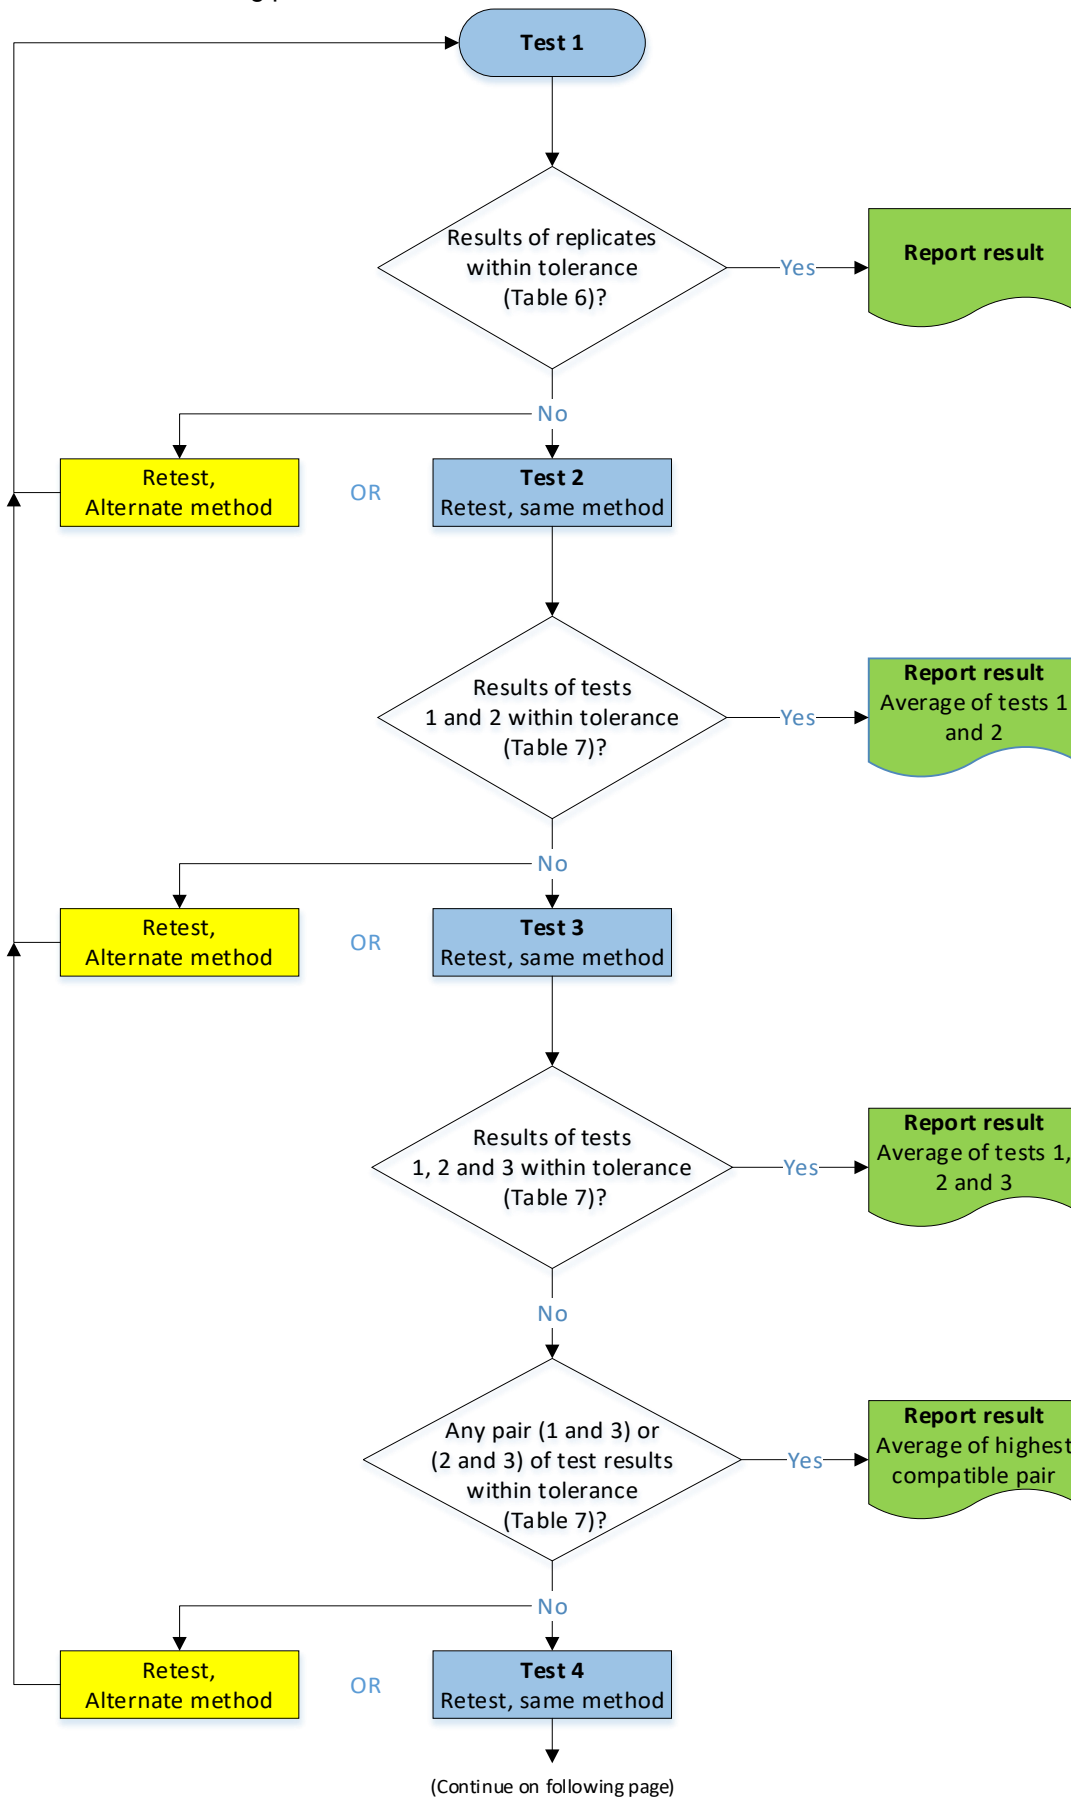 Test 1
Results of replicates
within tolerance
(Table 6)?
Yes
Report result
No
Retest,
Alternate method
OR
Test 2
Retest, same method
Results of tests
1 and 2 within tolerance
(Table 7)?
Yes
Report result
Average of tests 1
and 2
No
Retest,
Alternate method
OR
Test 3
Retest, same method
Results of tests
1, 2 and 3 within tolerance
(Table 7)?
Yes
Report result
Average of tests 1,
2 and 3
No
Any pair (1 and 3) or
(2 and 3) of test results
within tolerance
(Table 7)?
Yes
Report result
Average of highest
compatible pair
No
Retest,
Alternate method
OR
Test 4
Retest, same method
(Continue on following page)